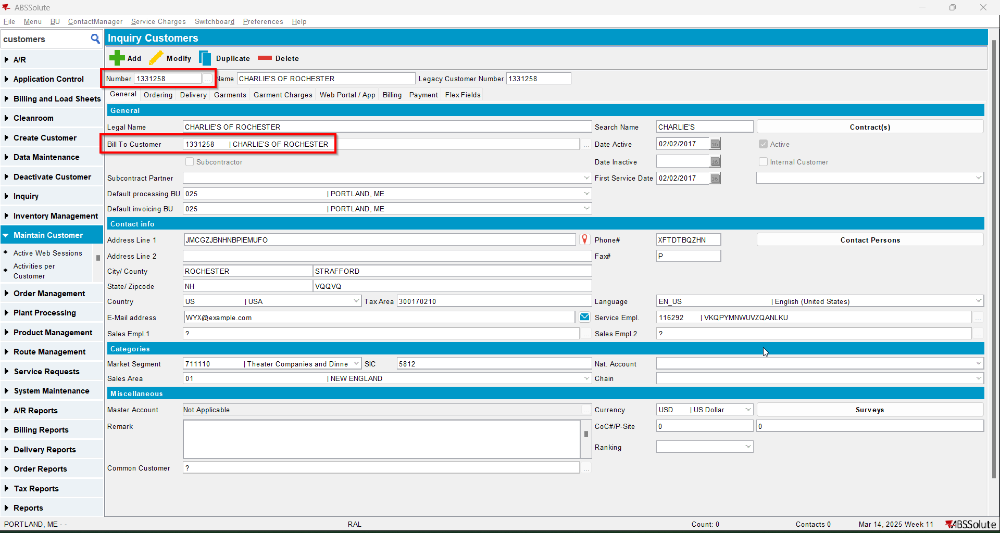 ABSSolute
File Menu BU ContactManager Service Charges Switchboard Preferences Help
customers
Inquiry Customers
A/R
Application Control
Billing and Load Sheets
Cleanroom
Create Customer
Data Maintenance
Deactivate Customer
Inquiry
Inventory Management
Maintain Customer
Active Web Sessions
Activities per
Customer
Order Management
Plant Processing
Product Management
Route Management
Service Requests
System Maintenance
A/R Reports
Billing Reports
Delivery Reports
Order Reports
Tax Reports
Reports
Add Modify Duplicate Delete
Number 1331258 ... Name CHARLIE'S OF ROCHESTER Legacy Customer Number 1331258
General Ordering Delivery Garments Garment Charges Web Portal / App Billing Payment Flex Fields
General
Legal Name CHARLIE'S OF ROCHESTER Search Name CHARLIE'S Contract(s)
Bill To Customer 1331258 | CHARLIE'S OF ROCHESTER ... Date Active 02/02/2017 16 Active
Subcontractor Date Inactive 16 Internal Customer
Subcontract Partner First Service Date 02/02/2017 16
Default processing BU 025 | PORTLAND, ME
Default invoicing BU 025 | PORTLAND, ME
Contact info
Address Line 1 JMCGZJBNHNBPIEMUFO Phone# XFTDTBQZHN Contact Persons
Address Line 2 Fax# P
City/ County ROCHESTER STRAFFORD
State/ Zipcode NH VQQVQ
Country US | USA Tax Area 300170210 Language EN_US | English (United States)
E-Mail address WYX@example.com Service Empl. 116292 | VKQPYMNWUVZQANLKU ...
Sales Empl.1 ? ... Sales Empl.2 ? ...
Categories
Market Segment 711110 | Theater Companies and Dinne SIC 5812 Nat. Account
Sales Area 01 | NEW ENGLAND Chain
Miscellaneous
Master Account Not Applicable ... Currency USD | US Dollar Surveys
Remark CoC#/P-Site 0 0
Ranking
Common Customer ? ...
PORTLAND, ME - - RAL Count: 0 Contacts 0 Mar 14, 2025 Week 11 ABSSolute